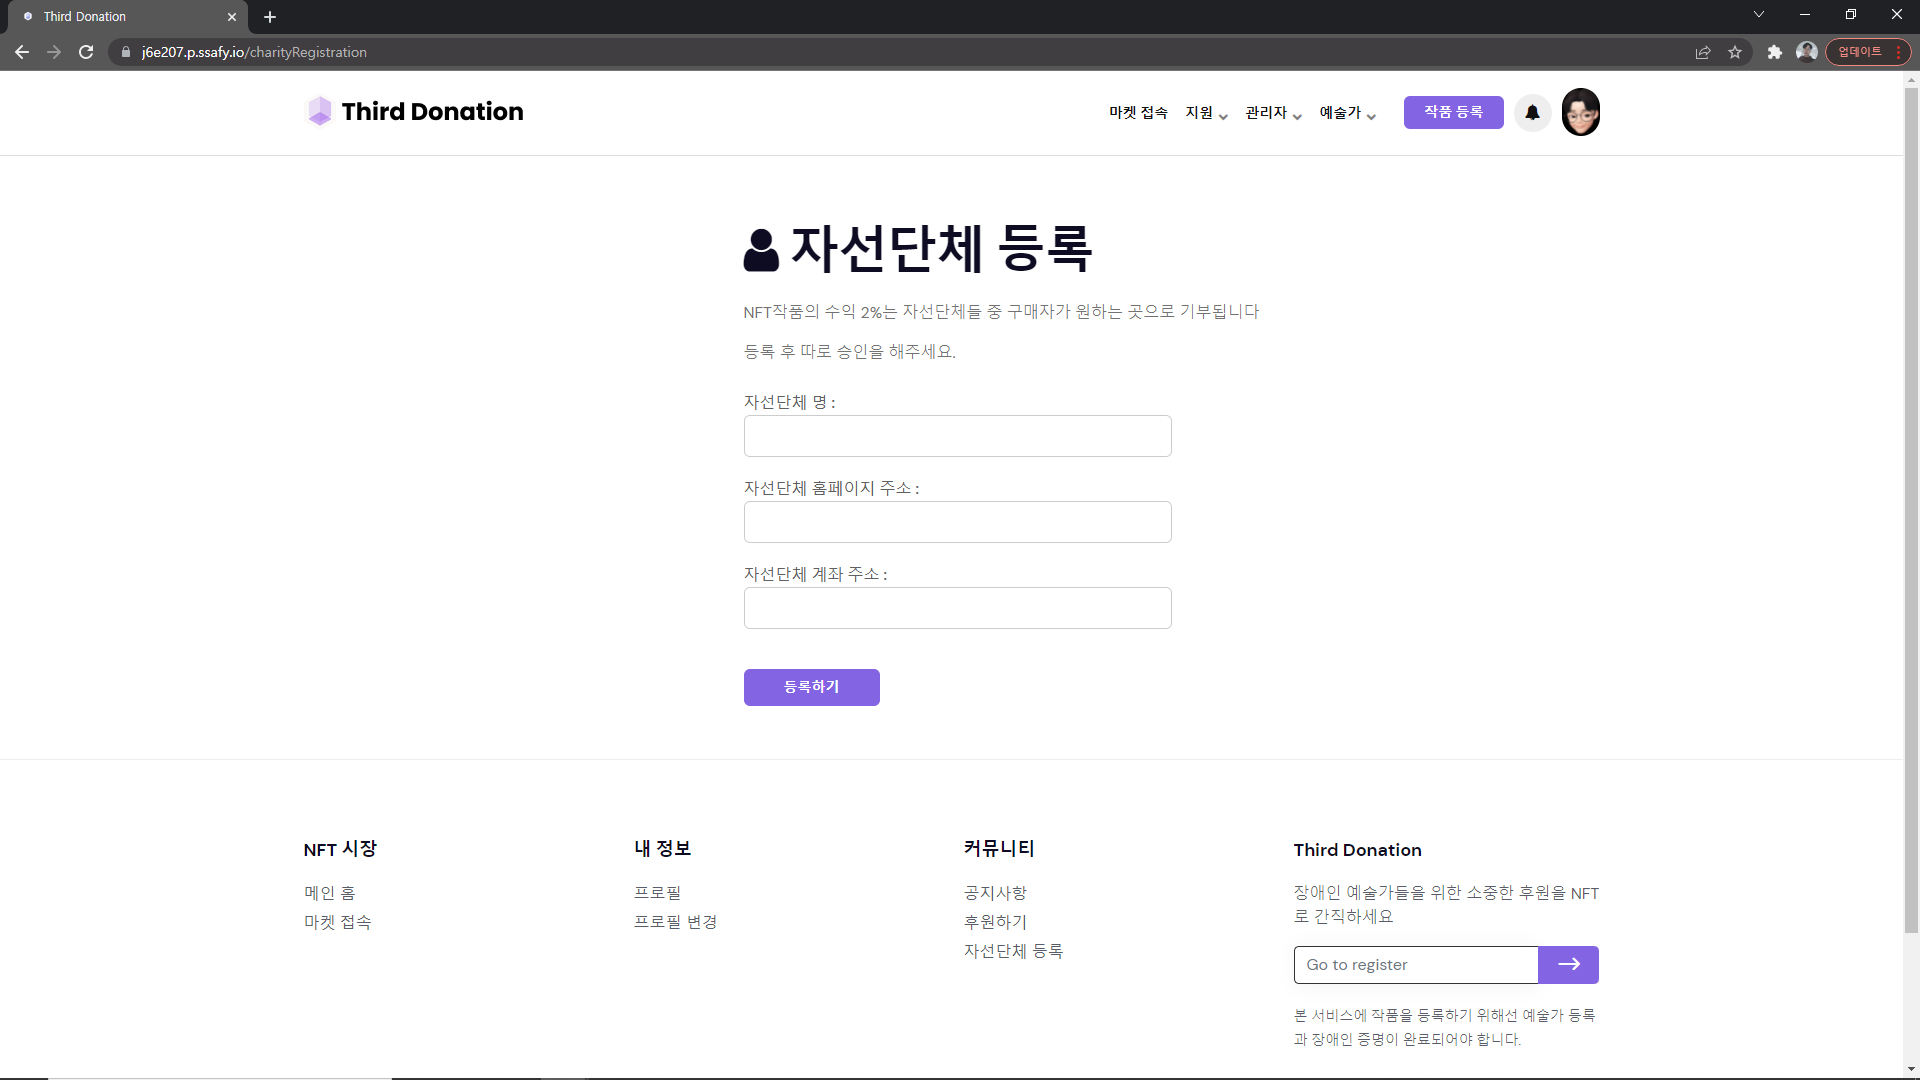 Third Donation
j6e207.p.ssafy.io/charityRegistration
업데이트
Third Donation
마켓 접속 지원 관리자 예술가 작품 등록
자선단체 등록
NFT작품의 수익 2%는 자선단체들 중 구매자가 원하는 곳으로 기부됩니다
등록 후 따로 승인을 해주세요.
자선단체 명 :
자선단체 홈페이지 주소 :
자선단체 계좌 주소 :
등록하기
NFT 시장
메인 홈
마켓 접속
내 정보
프로필
프로필 변경
커뮤니티
공지사항
후원하기
자선단체 등록
Third Donation
장애인 예술가들을 위한 소중한 후원을 NFT
로 간직하세요
Go to register
본 서비스에 작품을 등록하기 위해선 예술가 등록
과 장애인 증명이 완료되어야 합니다.